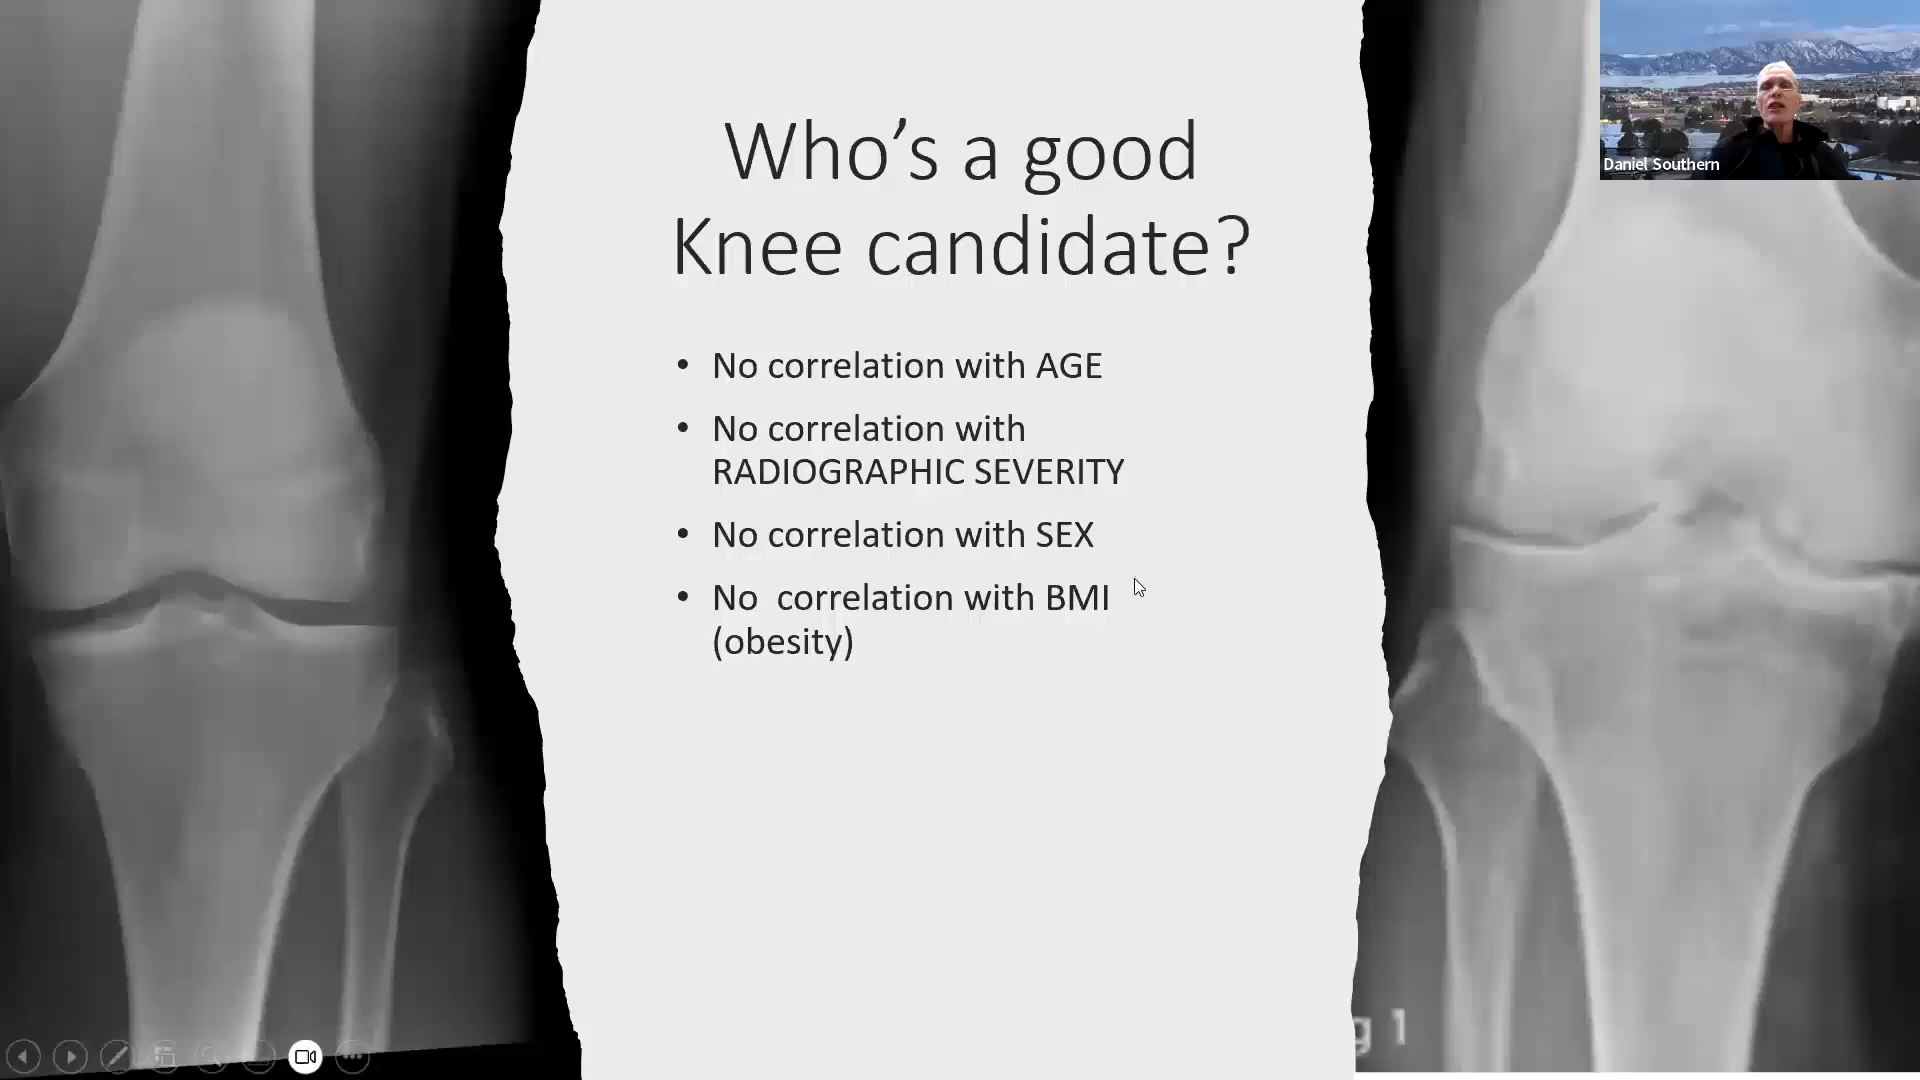 Who's a good
Knee candidate?
• No correlation with AGE
• No correlation with
RADIOGRAPHIC SEVERITY
• No correlation with SEX
• No  correlation with BMI
(obesity)
Daniel Southern
g 1